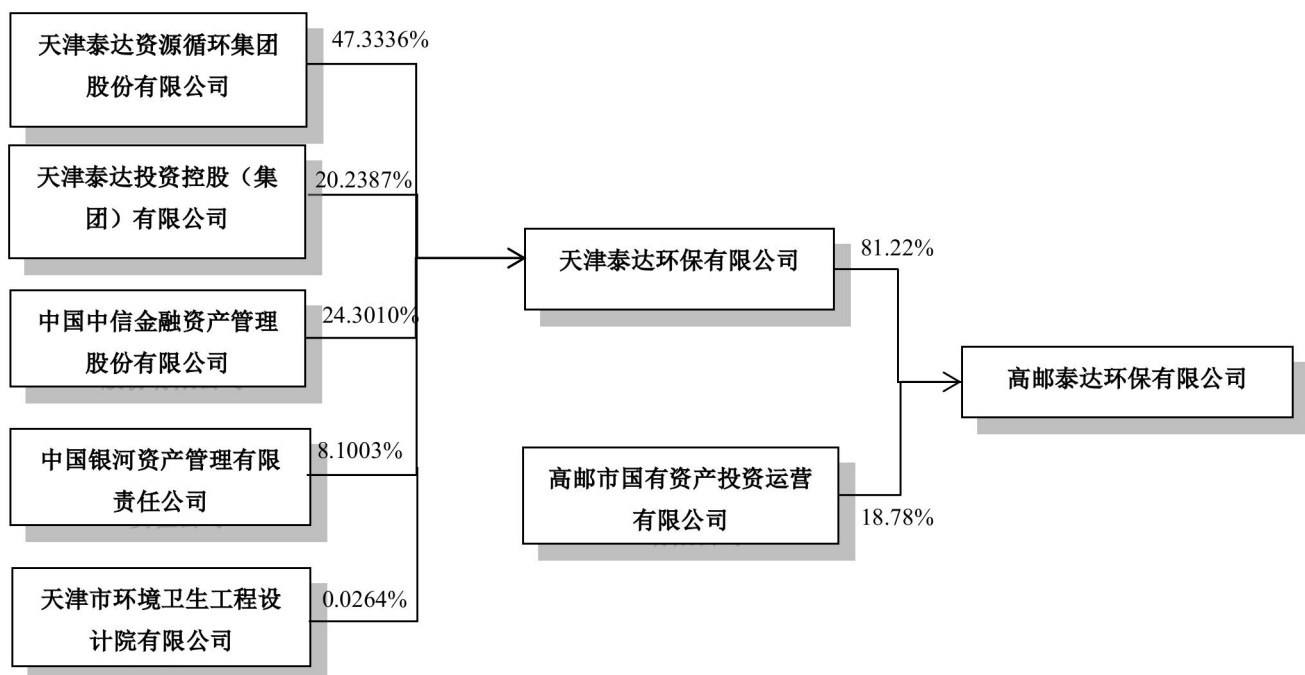 天津泰达资源循环集团
股份有限公司
47.3336%
天津泰达投资控股（集
团）有限公司
20.2387%
中国中信金融资产管理
股份有限公司
24.3010%
中国银河资产管理有限
责任公司
8.1003%
天津市环境卫生工程设
计院有限公司
0.0264%
天津泰达环保有限公司
81.22%
高邮市国有资产投资运营
有限公司
18.78%
高邮泰达环保有限公司